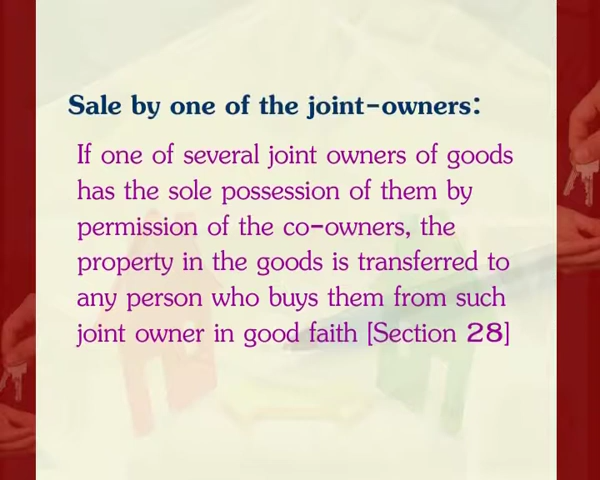 Sale by one of the joint-owners:
If one of several joint owners of goods
has the sole possession of them by
permission of the co-owners, the
property in the goods is transferred to
any person who buys them from such
joint owner in good faith [Section 28]